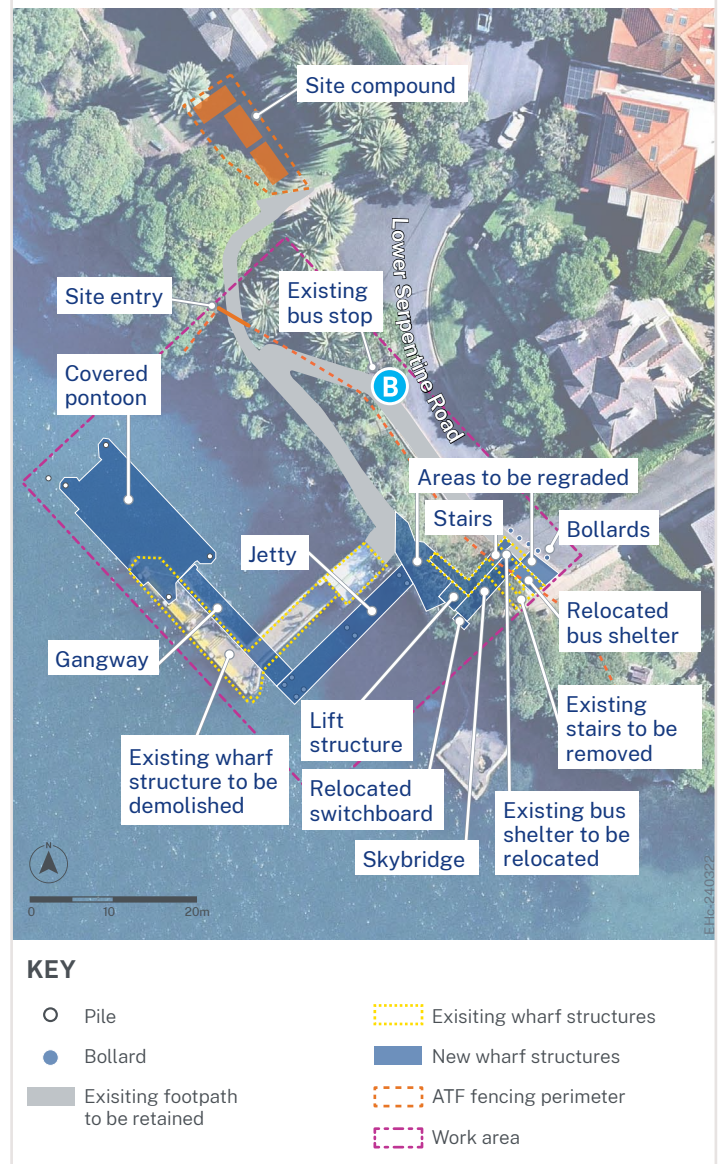 Site compound
Lower Serpentine Road
Site entry
Existing
bus stop
B
Covered
pontoon
Areas to be regraded
Stairs
Bollards
Jetty
Relocated
bus shelter
Gangway
Existing
stairs to be
removed
Lift
structure
Existing wharf
structure to be
demolished
Relocated
switchboard
Existing bus
shelter to be
relocated
Skybridge
N
0 10 20m
EHc-240322
KEY
Pile
Bollard
Exisiting footpath
to be retained
Exisiting wharf structures
New wharf structures
ATF fencing perimeter
Work area